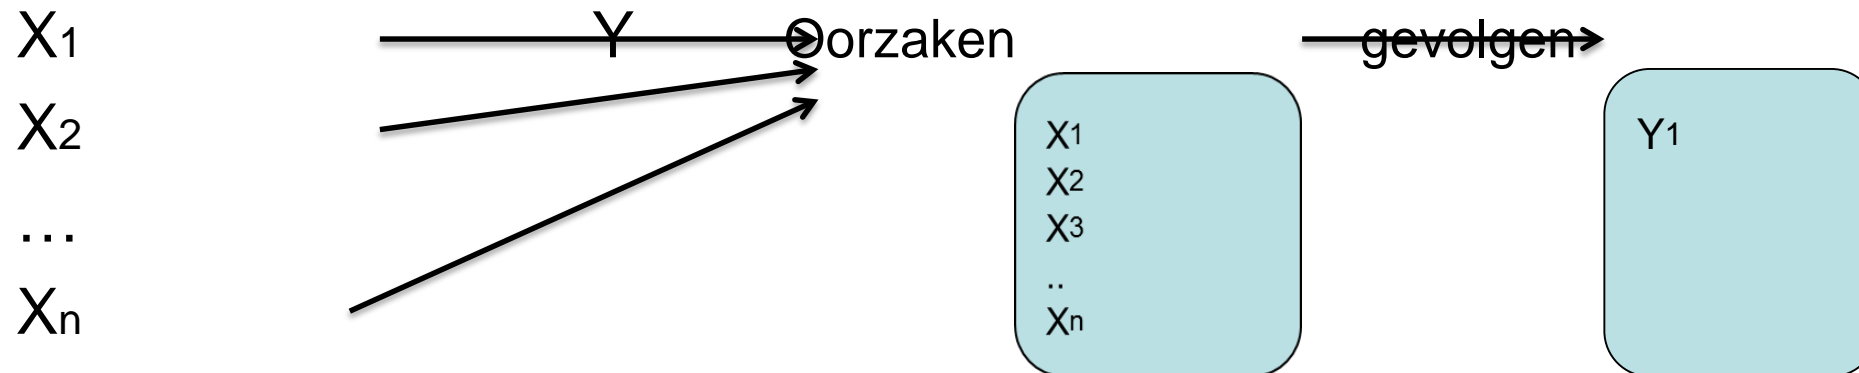 X1 Y Oorzaken gevolgen
X2
…
Xn
X1
X2
X3
..
Xn
Y1